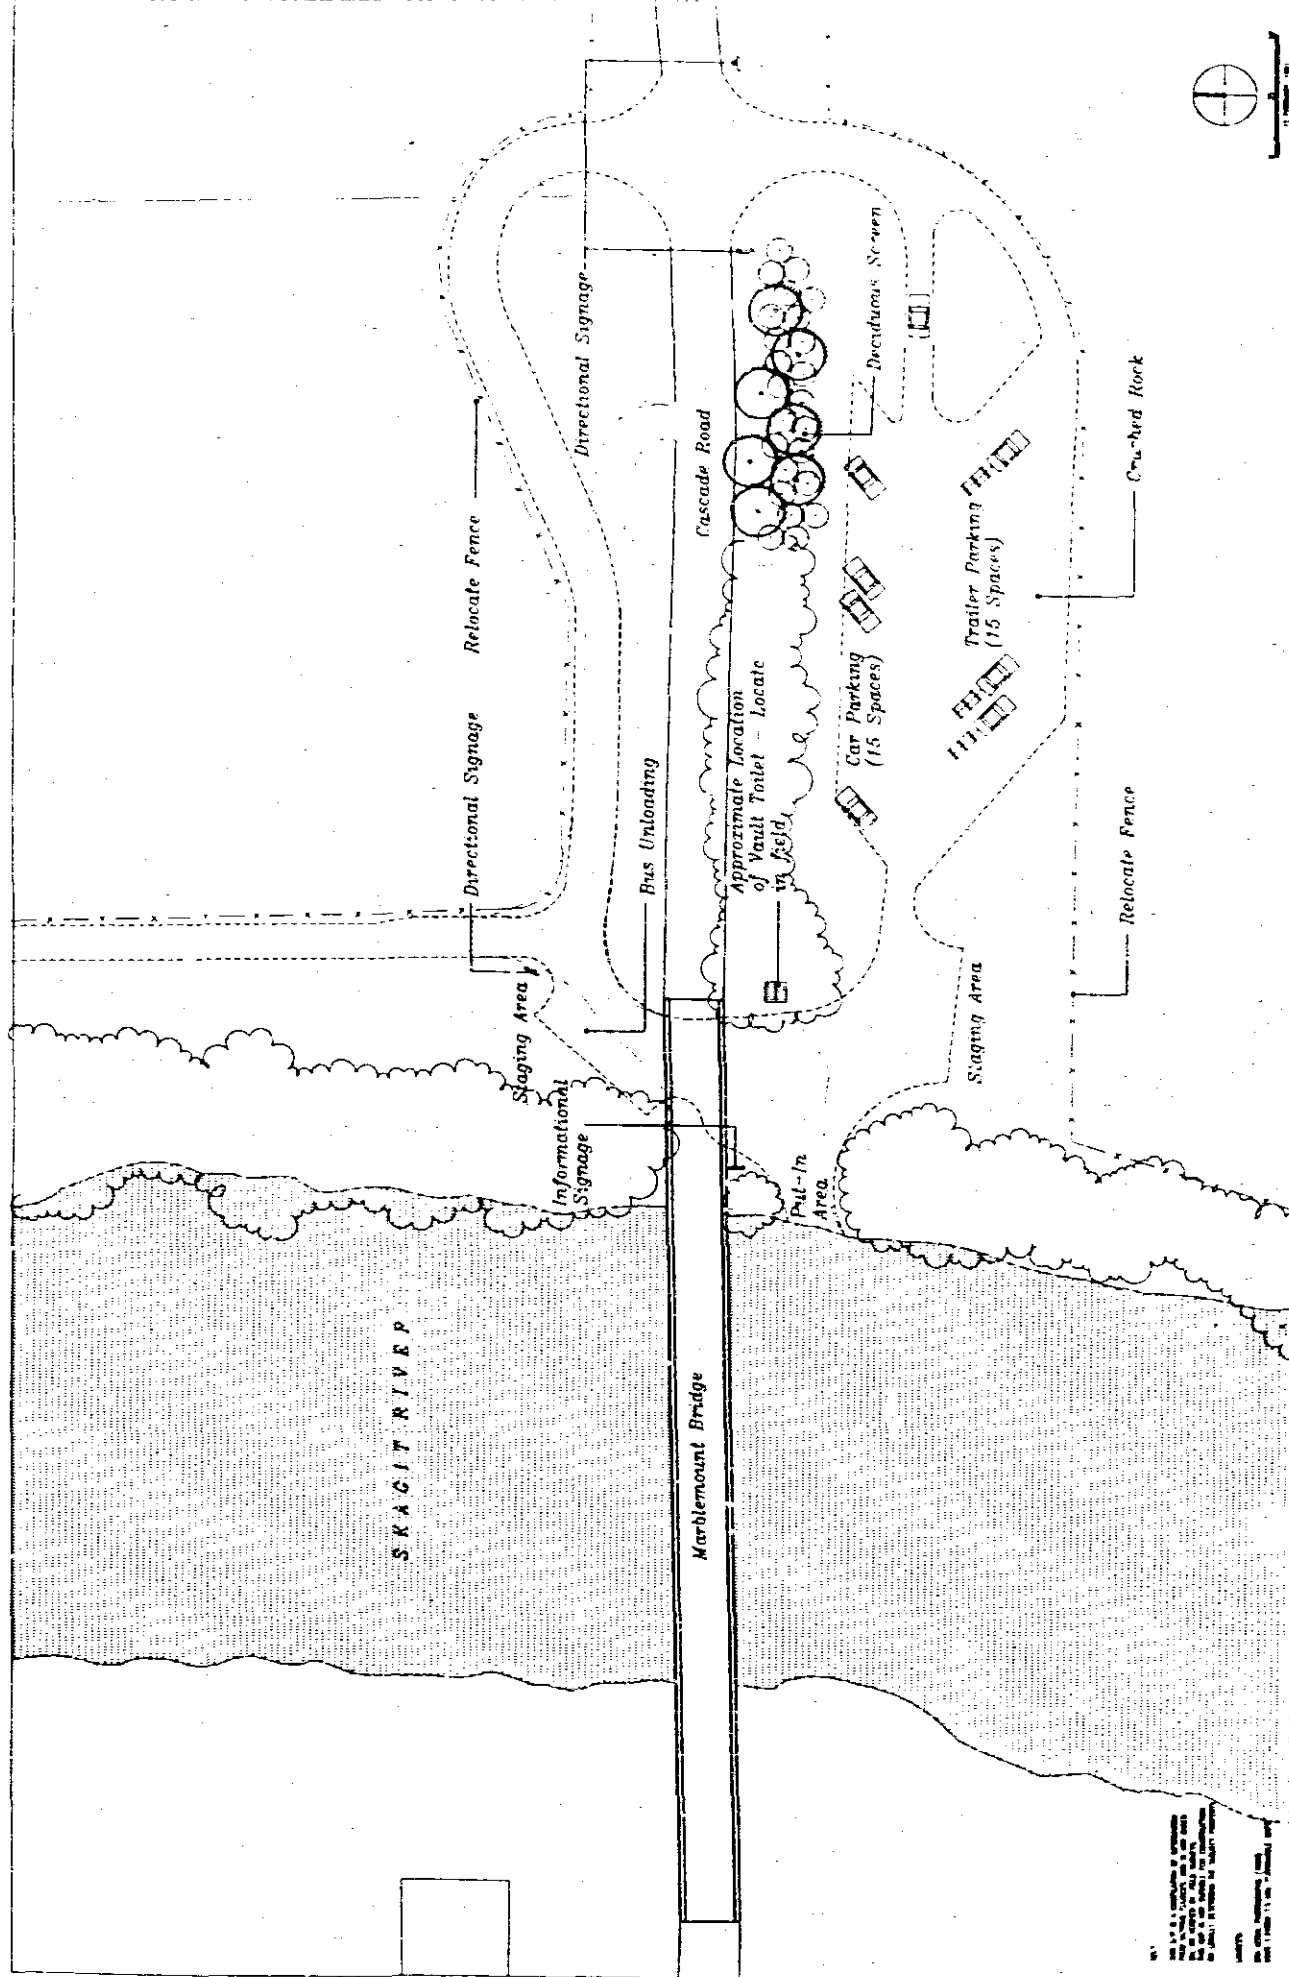 SKAGIT RIVER
Marblemount Bridge
Informational
Signage
Staging Area
Directional Signage
Relocate Fence
Bus Unloading
Directional Signage
Cascade Road
Approximate Location
of Vault Toilet - Locate
in field
Deciduous Screen
Put-In
Area
Car Parking
(15 Spaces)
Staging Area
Trailer Parking
(15 Spaces)
Relocate Fence
Crushed Rock